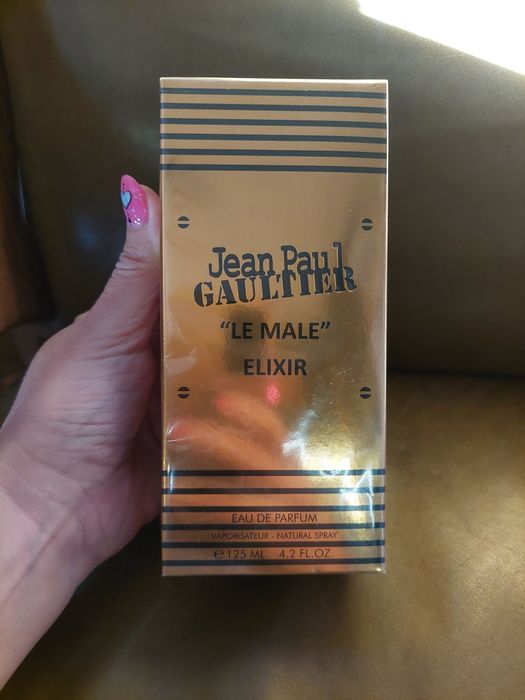 Jean Paul
GAULTIER
“LE MALE”
ELIXIR
EAU DE PARFUM
VAPORISATEUR - NATURAL SPRAY
℮ 125 ML 4.2 FL.OZ.